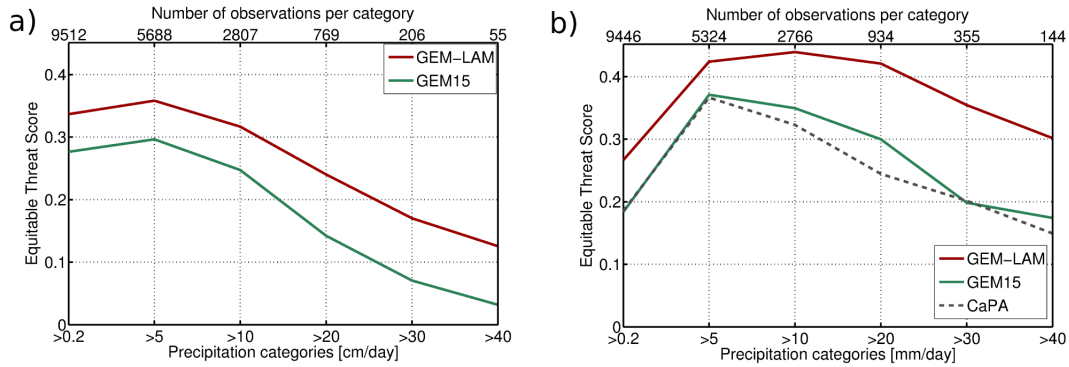 a)
Number of observations per category
9512 5688 2807 769 206 55
GEM-LAM
GEM15
Equitable Threat Score
0.4
0.3
0.2
0.1
0
>0.2 >5 >10 >20 >30 >40
Precipitation categories [cm/day]
b)
Number of observations per category
9446 5324 2766 934 355 144
Equitable Threat Score
0.4
0.3
0.2
0.1
0
GEM-LAM
GEM15
CaPA
>0.2 >5 >10 >20 >30 >40
Precipitation categories [mm/day]